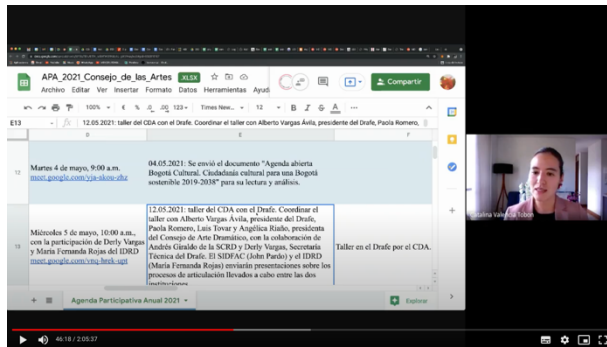 APA_2021_Consejo_de_las_Artes XLSX
Archivo Editar Ver Insertar Formato Datos Herramientas Ayud
Compartir
100% € % .0 .00 123 Times New... 12 B I S A
E13 fx 12.05.2021: taller del CDA con el Drafe. Coordinar el taller con Alberto Vargas Ávila, presidente del Drafe, Paola Romero,
D E F
12
Martes 4 de mayo, 9:00 a.m.
meet.google.com/yja-skou-zhz
04.05.2021: Se envió el documento "Agenda abierta
Bogotá Cultural. Ciudadanía cultural para una Bogotá
sostenible 2019-2038" para su lectura y análisis.
13
Miércoles 5 de mayo, 10:00 a.m.,
con la participación de Derly Vargas
y María Fernanda Rojas del IDRD
meet.google.com/vnq-hrek-upt
12.05.2021: taller del CDA con el Drafe. Coordinar el
taller con Alberto Vargas Ávila, presidente del Drafe,
Paola Romero, Luis Tovar y Angélica Riaño, presidenta
del Consejo de Arte Dramático, con la colaboración de
Andrés Giraldo de la SCRD y Derly Vargas, Secretaria
Técnica del Drafe. El SIDFAC (John Pardo) y el IDRD
(María Fernanda Rojas) enviarán presentaciones sobre los
procesos de articulación llevados a cabo entre las dos
instituciones.
Taller en el Drafe por el CDA.
Agenda Participativa Anual 2021
Explorar
Catalina Valencia Tobón
46:18 / 2:05:37